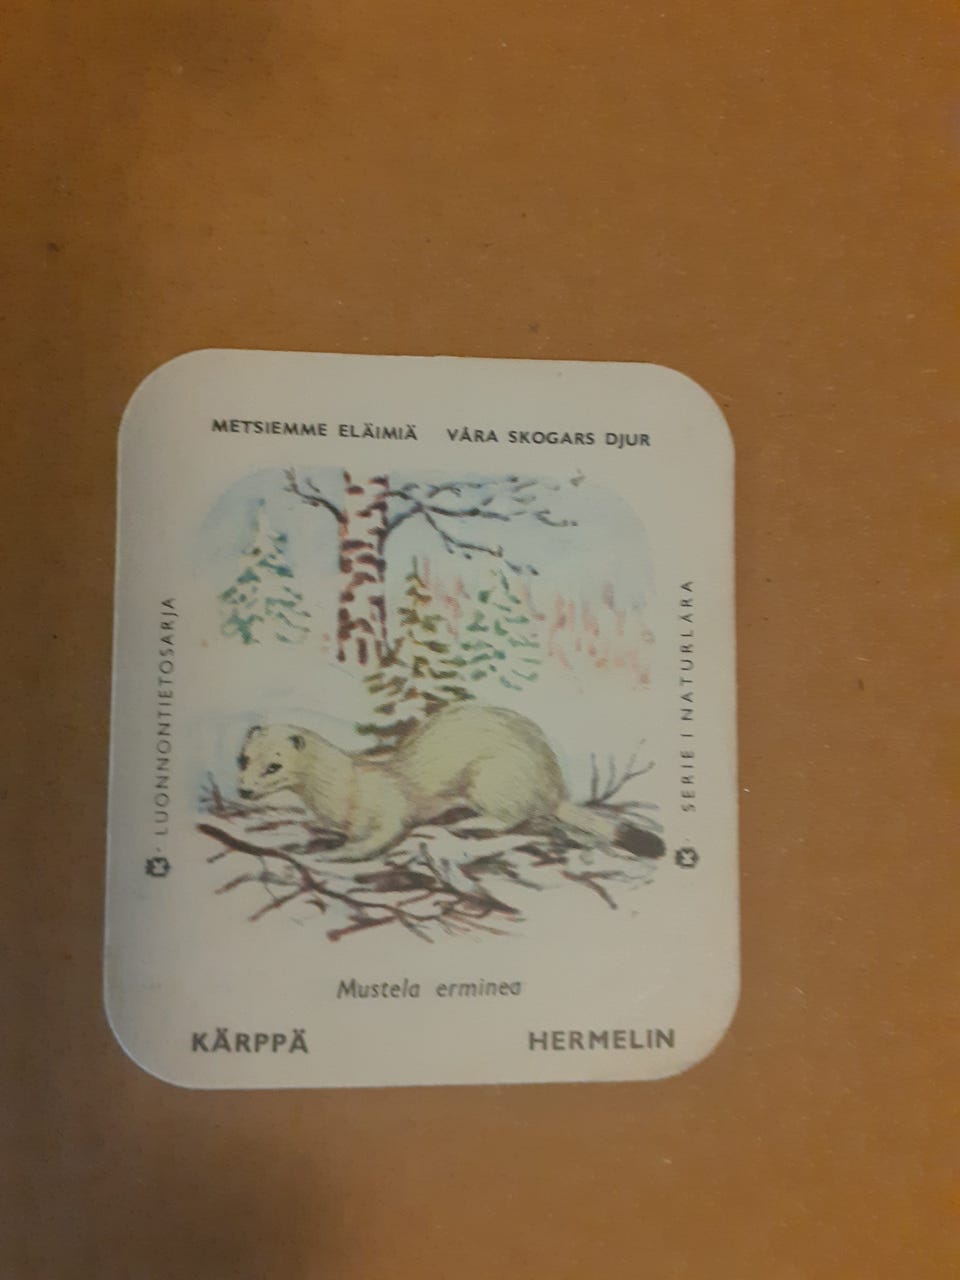 METSIEMME ELÄIMIÄ VÅRA SKOGARS DJUR
LUONNONTIETOSARJA
SERIE I NATURLÄRA
Mustela erminea
KÄRPPÄ HERMELIN